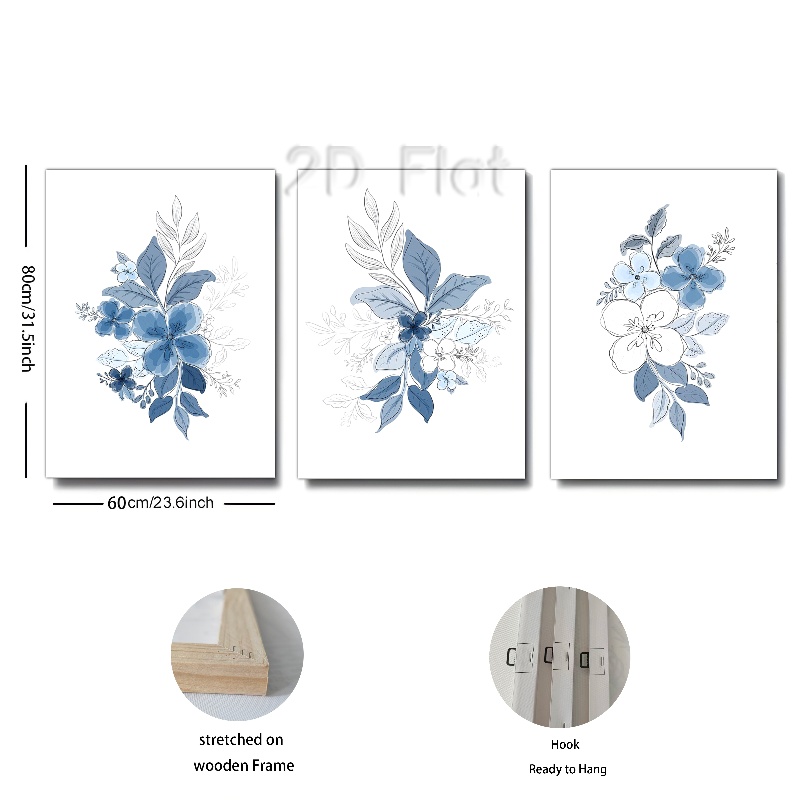 2D Flat
80cm/31.5inch
60cm/23.6inch
stretched on
wooden Frame
Hook
Ready to Hang